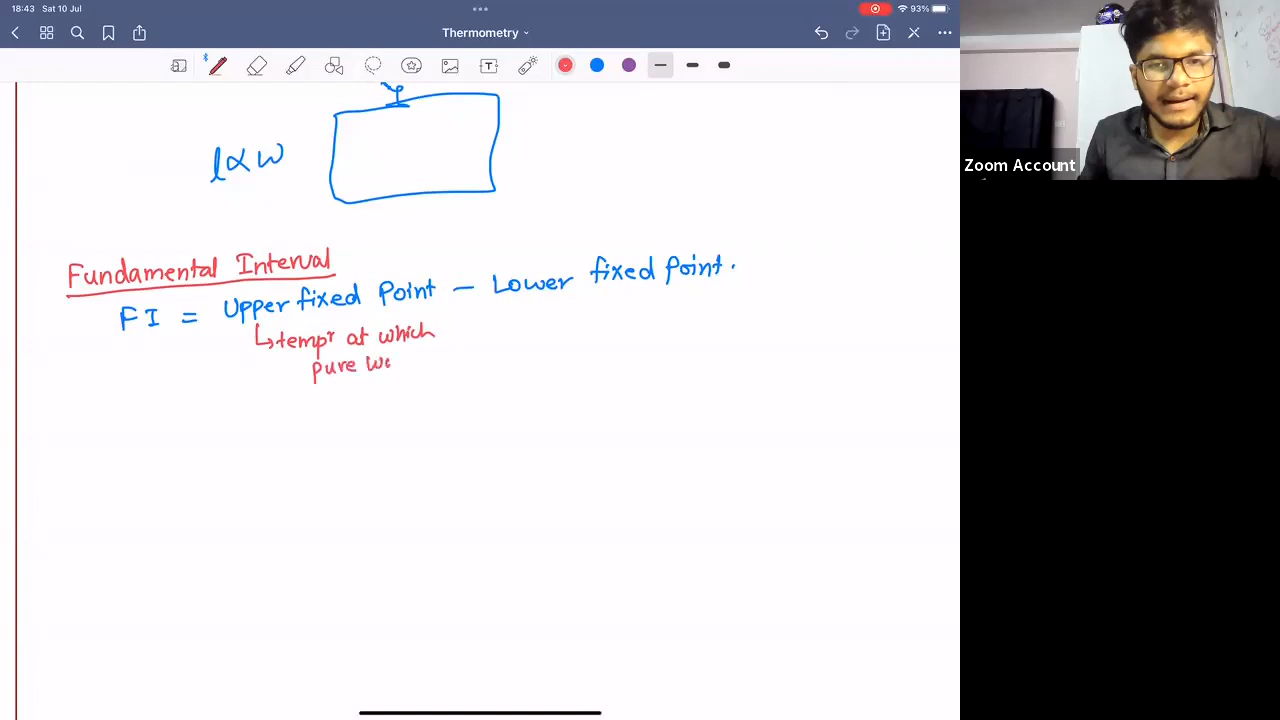 18:43 Sat 10 Jul
93%
Thermometry
T
l ∝ w
Zoom Account
Fundamental Interval
FI = Upper fixed Point – Lower fixed point.
↳ tempr at which
pure